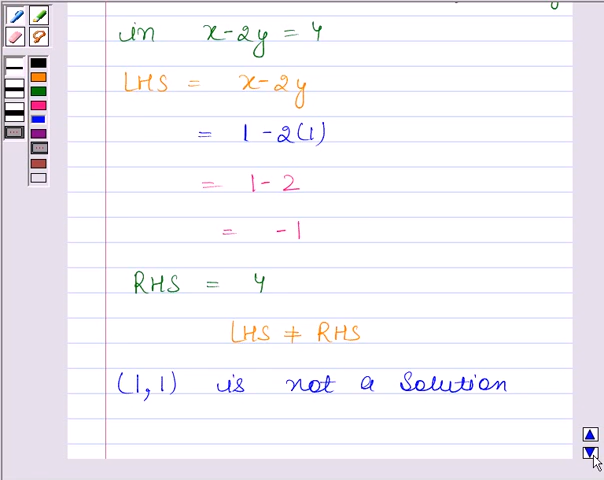 in x-2y = 4
LHS = x-2y
= 1-2(1)
= 1-2
= -1
RHS = 4
LHS ≠ RHS
(1,1) is not a solution